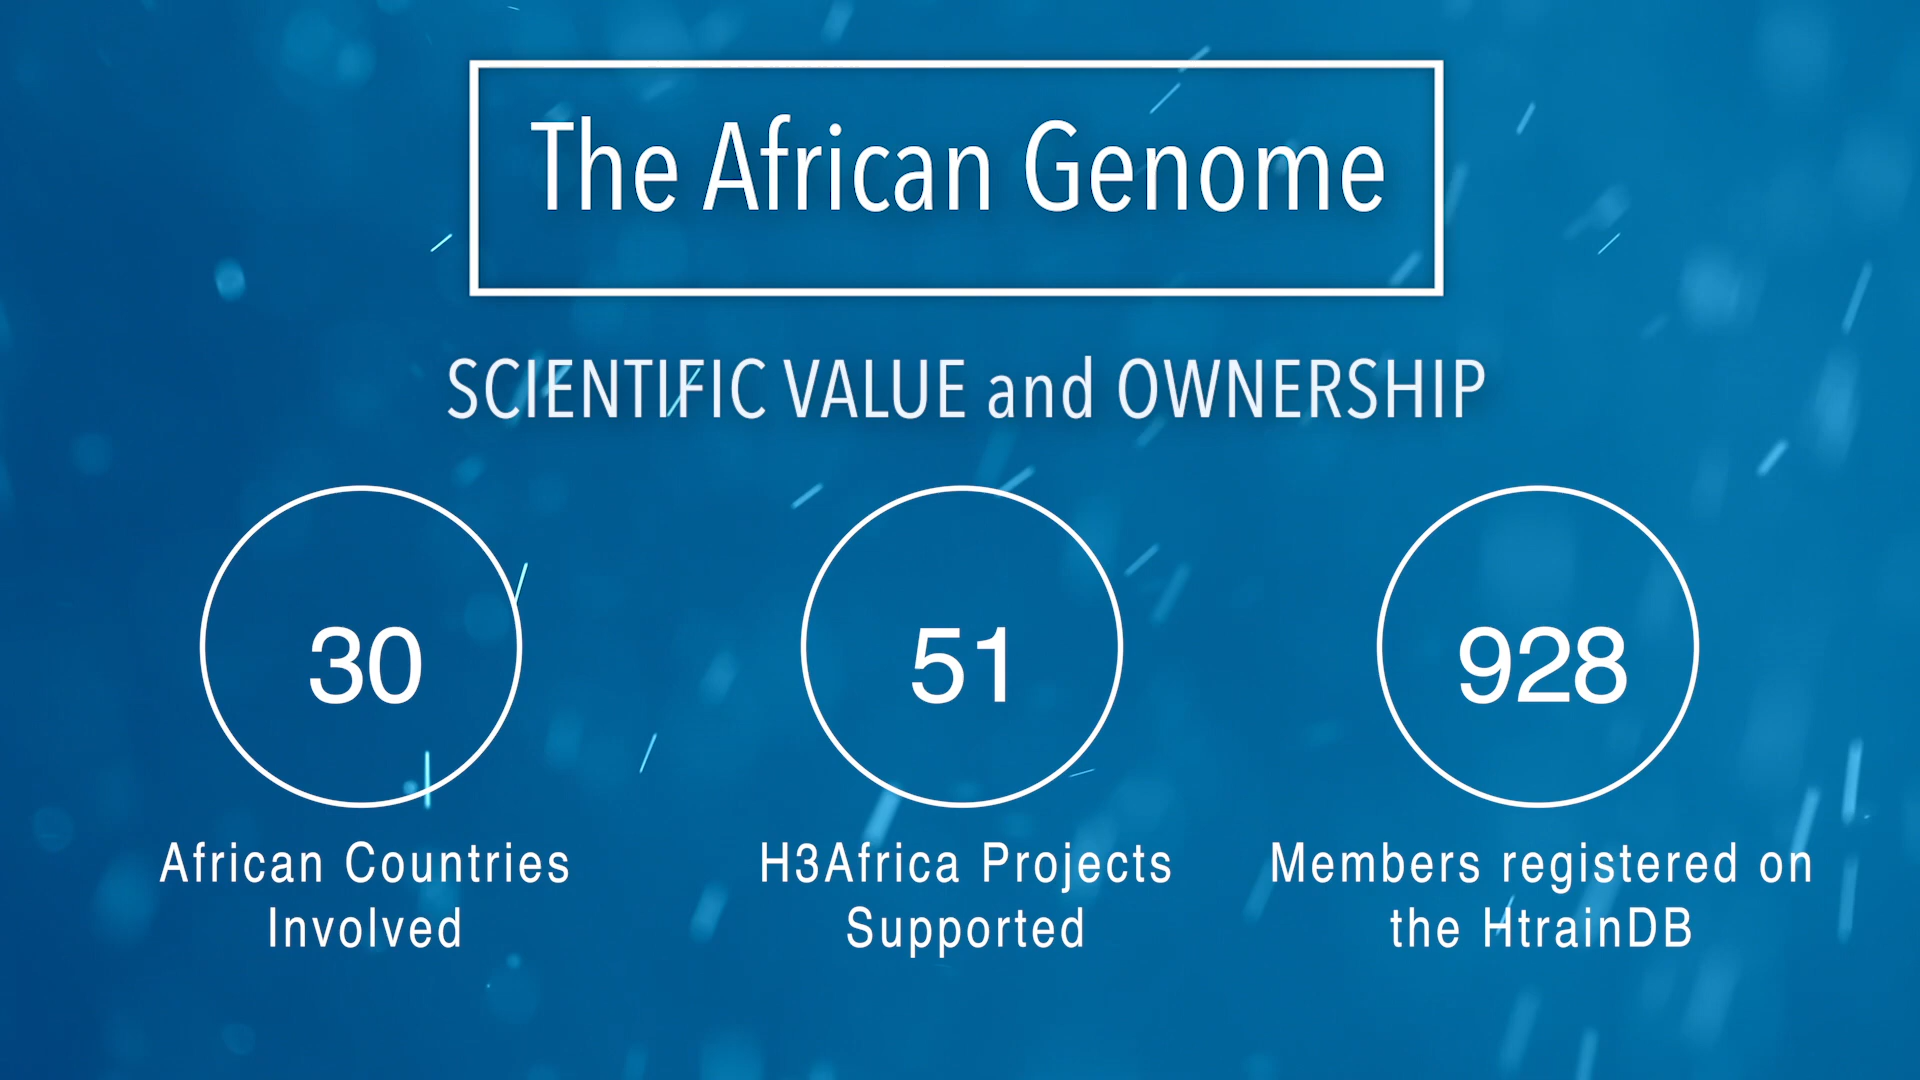 The African Genome
SCIENTIFIC VALUE and OWNERSHIP
30
51
928
African Countries
Involved
H3Africa Projects
Supported
Members registered on
the HtrainDB